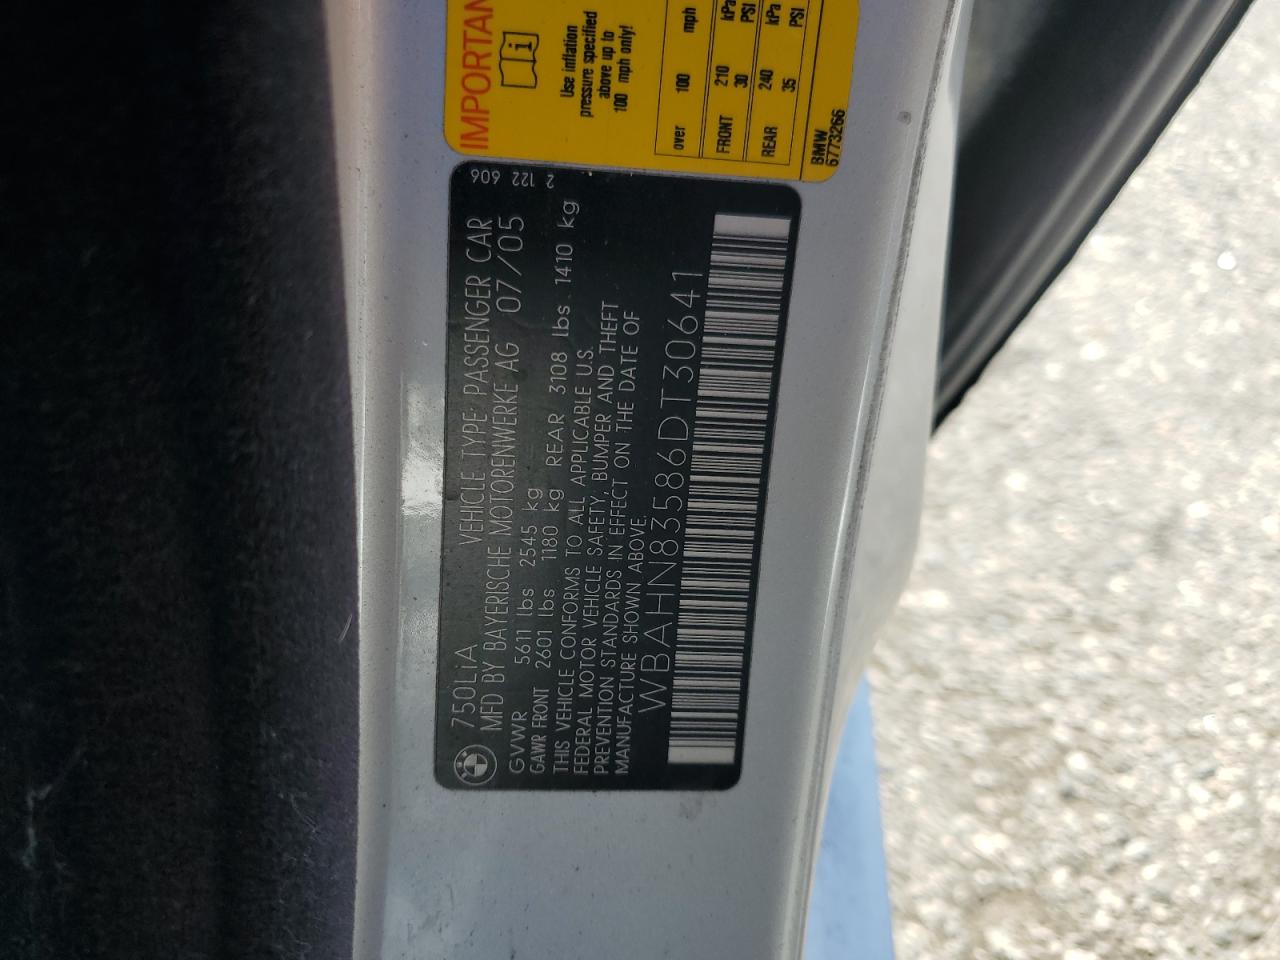 IMPORTAN
i
Use inflation
pressure specified
above up to
100 mph only!
over 100 mph
FRONT 210 kPa
30 PSI
REAR 240 kPa
35 PSI
BMW
6773266
2 122 606
750LiA VEHICLE TYPE: PASSENGER CAR
MFD BY BAYERISCHE MOTORENWERKE AG 07/05
GVWR 5611 lbs 2545 kg
GAWR FRONT 2601 lbs 1180 kg REAR 3108 lbs 1410 kg
THIS VEHICLE CONFORMS TO ALL APPLICABLE U.S.
FEDERAL MOTOR VEHICLE SAFETY, BUMPER AND THEFT
PREVENTION STANDARDS IN EFFECT ON THE DATE OF
MANUFACTURE SHOWN ABOVE.
WBAHN83586DT30641